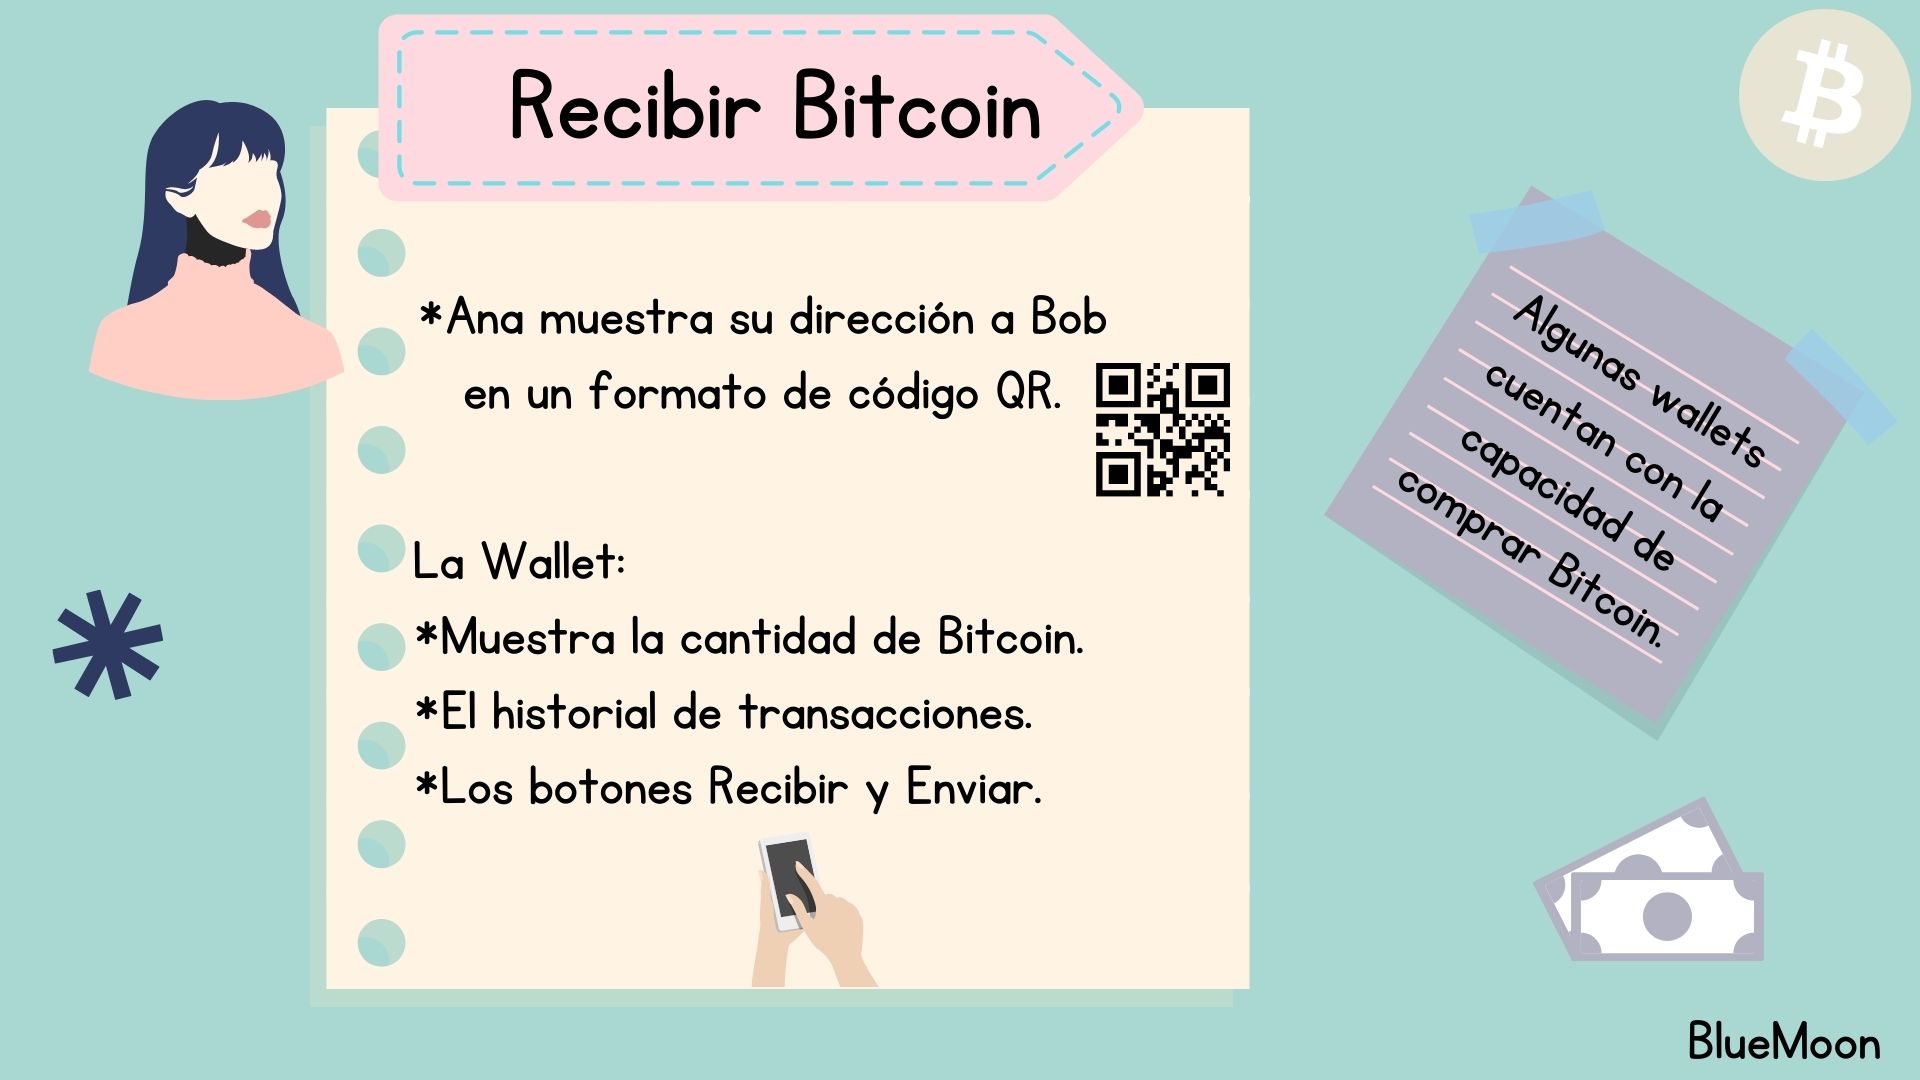 Recibir Bitcoin
*Ana muestra su dirección a Bob
en un formato de código QR.
La Wallet:
*Muestra la cantidad de Bitcoin.
*El historial de transacciones.
*Los botones Recibir y Enviar.
Algunas wallets
cuentan con la
capacidad de
comprar Bitcoin.
BlueMoon